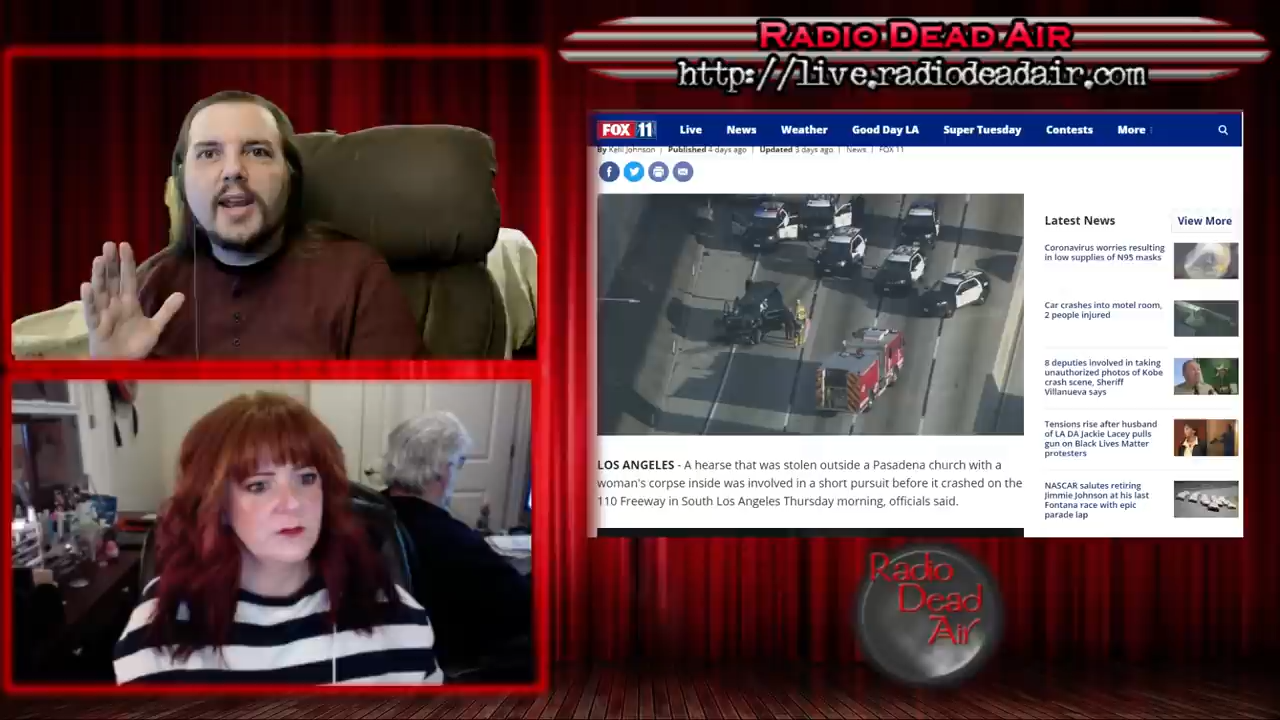 RADIO DEAD AIR
http://live.radiodeadair.com
FOX 11
Live News Weather Good Day LA Super Tuesday Contests More
By Kelli Johnson | Published 4 days ago | Updated 3 days ago | News | FOX 11
LOS ANGELES - A hearse that was stolen outside a Pasadena church with a
woman's corpse inside was involved in a short pursuit before it crashed on the
110 Freeway in South Los Angeles Thursday morning, officials said.
Latest News
View More
Coronavirus worries resulting
in low supplies of N95 masks
Car crashes into motel room,
2 people injured
8 deputies involved in taking
unauthorized photos of Kobe
crash scene, Sheriff
Villanueva says
Tensions rise after husband
of LA DA Jackie Lacey pulls
gun on Black Lives Matter
protesters
NASCAR salutes retiring
Jimmie Johnson at his last
Fontana race with epic
parade lap
Radio
Dead
Air